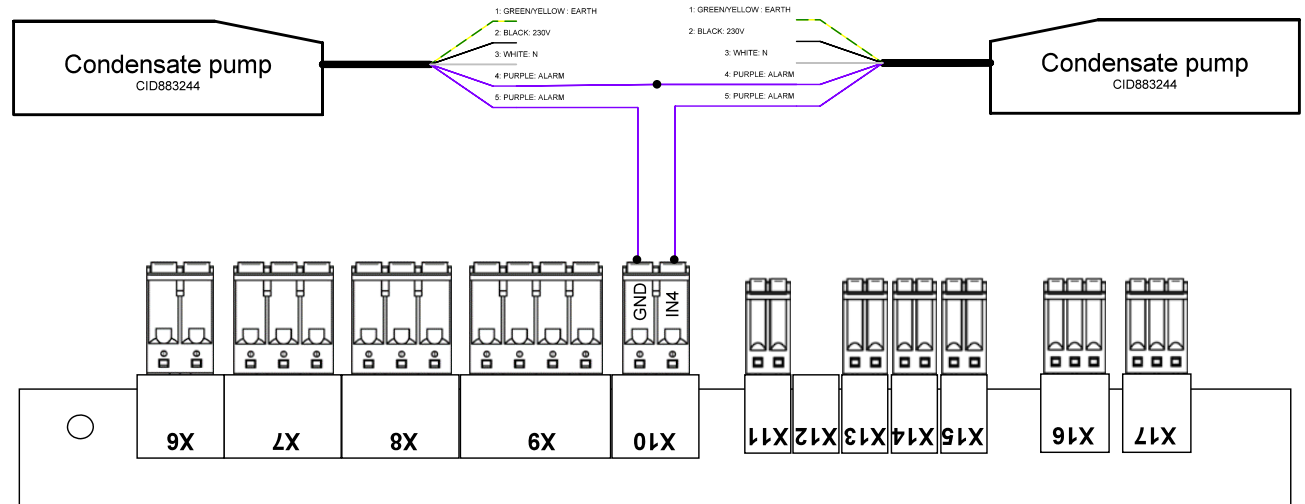 1: GREEN/YELLOW : EARTH
2: BLACK: 230V
3: WHITE: N
4: PURPLE: ALARM
5: PURPLE: ALARM
1: GREEN/YELLOW : EARTH
2: BLACK: 230V
3: WHITE: N
4: PURPLE: ALARM
5: PURPLE: ALARM
Condensate pump
CID883244
Condensate pump
CID883244
GND
IN4
X6
X7
X8
X9
X10
X11
X12
X13
X14
X15
X16
X17